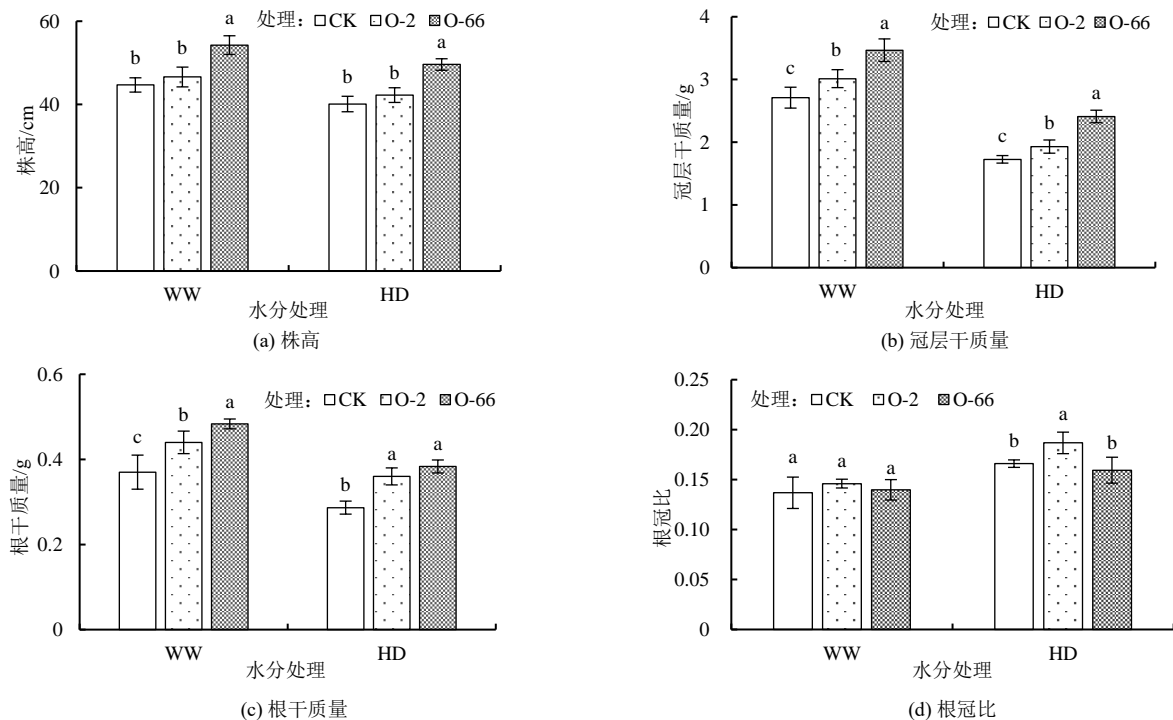 处理：CK O-2 O-66
60
40
20
0
株高/cm
b b a
b b a
WW HD
水分处理
(a) 株高
处理：CK O-2 O-66
4
3
2
1
0
冠层干质量/g
c b a
c b a
WW HD
水分处理
(b) 冠层干质量
处理：CK O-2 O-66
0.6
0.4
0.2
0
根干质量/g
c b a
b a a
WW HD
水分处理
(c) 根干质量
处理：CK O-2 O-66
0.25
0.20
0.15
0.10
0.05
0
根冠比
a a a
b a b
WW HD
水分处理
(d) 根冠比